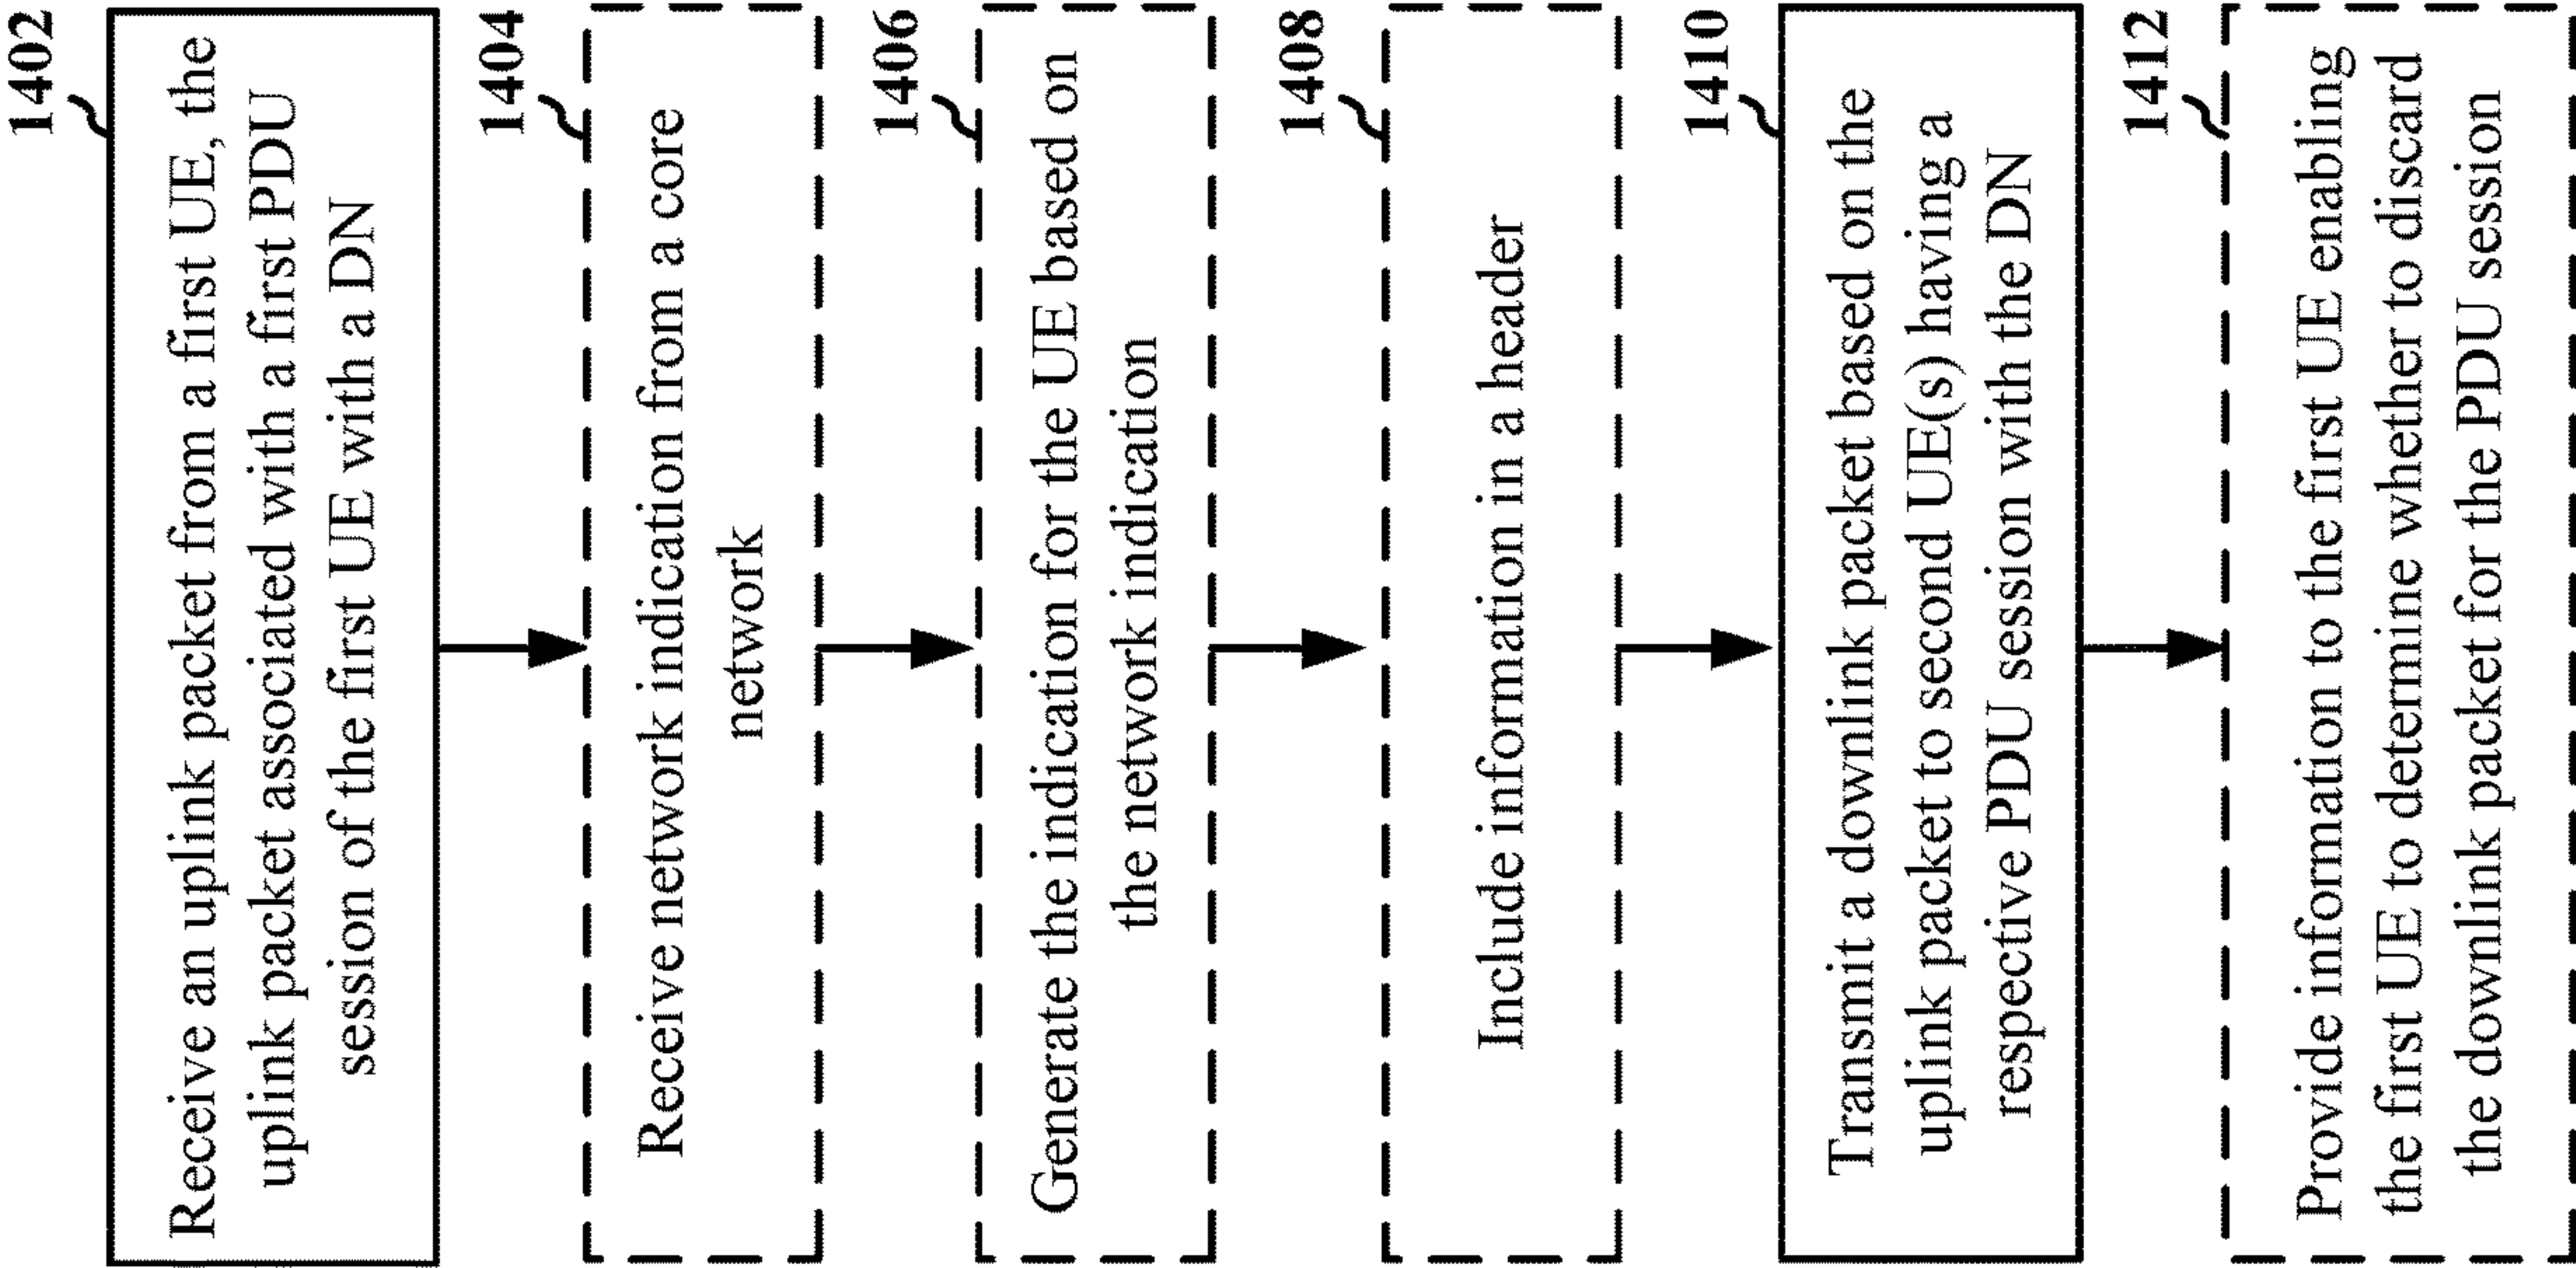 1402
Receive an uplink packet from a first UE, the
uplink packet associated with a first PDU
session of the first UE with a DN
1404
Receive network indication from a core
network
1406
Generate the indication for the UE based on
the network indication
1408
Include information in a header
1410
Transmit a downlink packet based on the
uplink packet to second UE(s) having a
respective PDU session with the DN
1412
Provide information to the first UE enabling
the first UE to determine whether to discard
the downlink packet for the PDU session